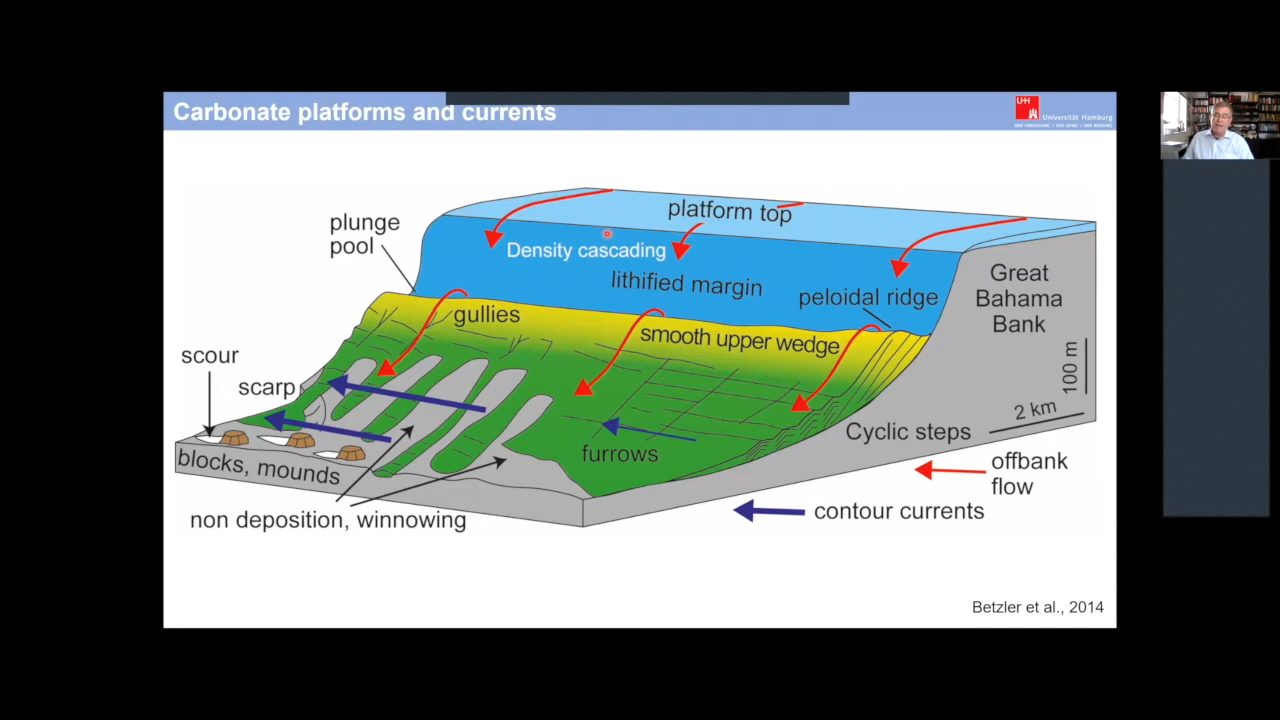 Carbonate platforms and currents
UH
Universität Hamburg
DER FORSCHUNG | DER LEHRE | DER BILDUNG
platform top
plunge
pool
Density cascading
lithified margin
peloidal ridge
Great
Bahama
Bank
gullies
smooth upper wedge
scour
scarp
100 m
2 km
Cyclic steps
furrows
blocks, mounds
offbank
flow
non deposition, winnowing
contour currents
Betzler et al., 2014